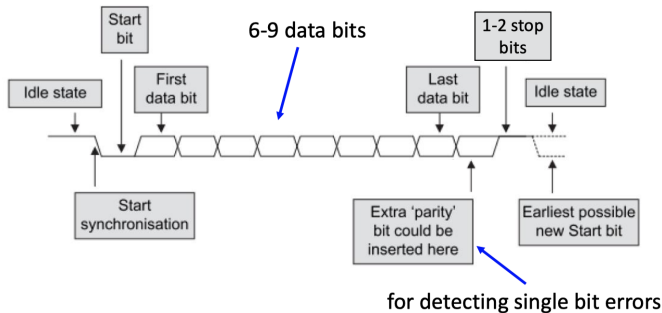 Start
bit
6-9 data bits
1-2 stop
bits
Idle state
First
data bit
Last
data bit
Idle state
Start
synchronisation
Extra ‘parity’
bit could be
inserted here
Earliest possible
new Start bit
for detecting single bit errors